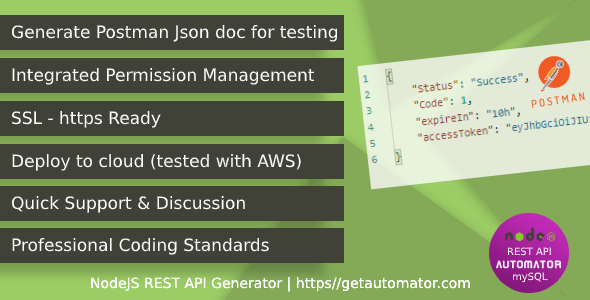 Generate Postman Json doc for testing
Integrated Permission Management
SSL - https Ready
Deploy to cloud (tested with AWS)
Quick Support & Discussion
Professional Coding Standards
1 {
2 "Status": "Success",
3 "Code": 1,
4 "expireIn": "10h",
5 "accessToken": "eyJhbGciOiJIU
6 }
POSTMAN
node
REST API
AUTOMATOR
mySQL
NodeJS REST API Generator | https//getautomator.com